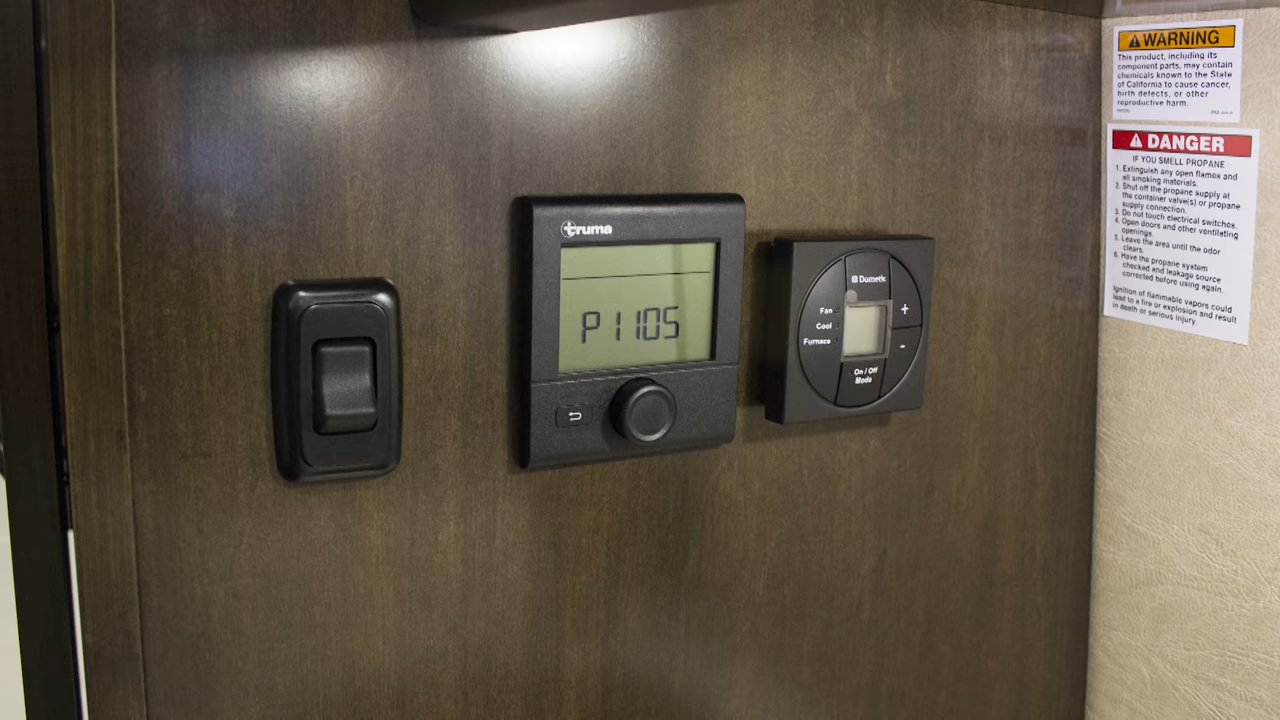 truma
P1105
Dometic
Fan
Cool
Furnace
+
-
On / Off
Mode
WARNING
This product, including its
component parts, may contain
chemicals known to the State
of California to cause cancer,
birth defects, or other
reproductive harm.
DANGER
IF YOU SMELL PROPANE
1. Extinguish any open flames and
all smoking materials.
2. Shut off the propane supply at
the container valve(s) or propane
supply connection.
3. Do not touch electrical switches.
4. Open doors and other ventilating
openings.
5. Leave the area until the odor
clears.
6. Have the propane system
checked and leakage source
corrected before using again.
Ignition of flammable vapors could
lead to a fire or explosion and result
in death or serious injury.